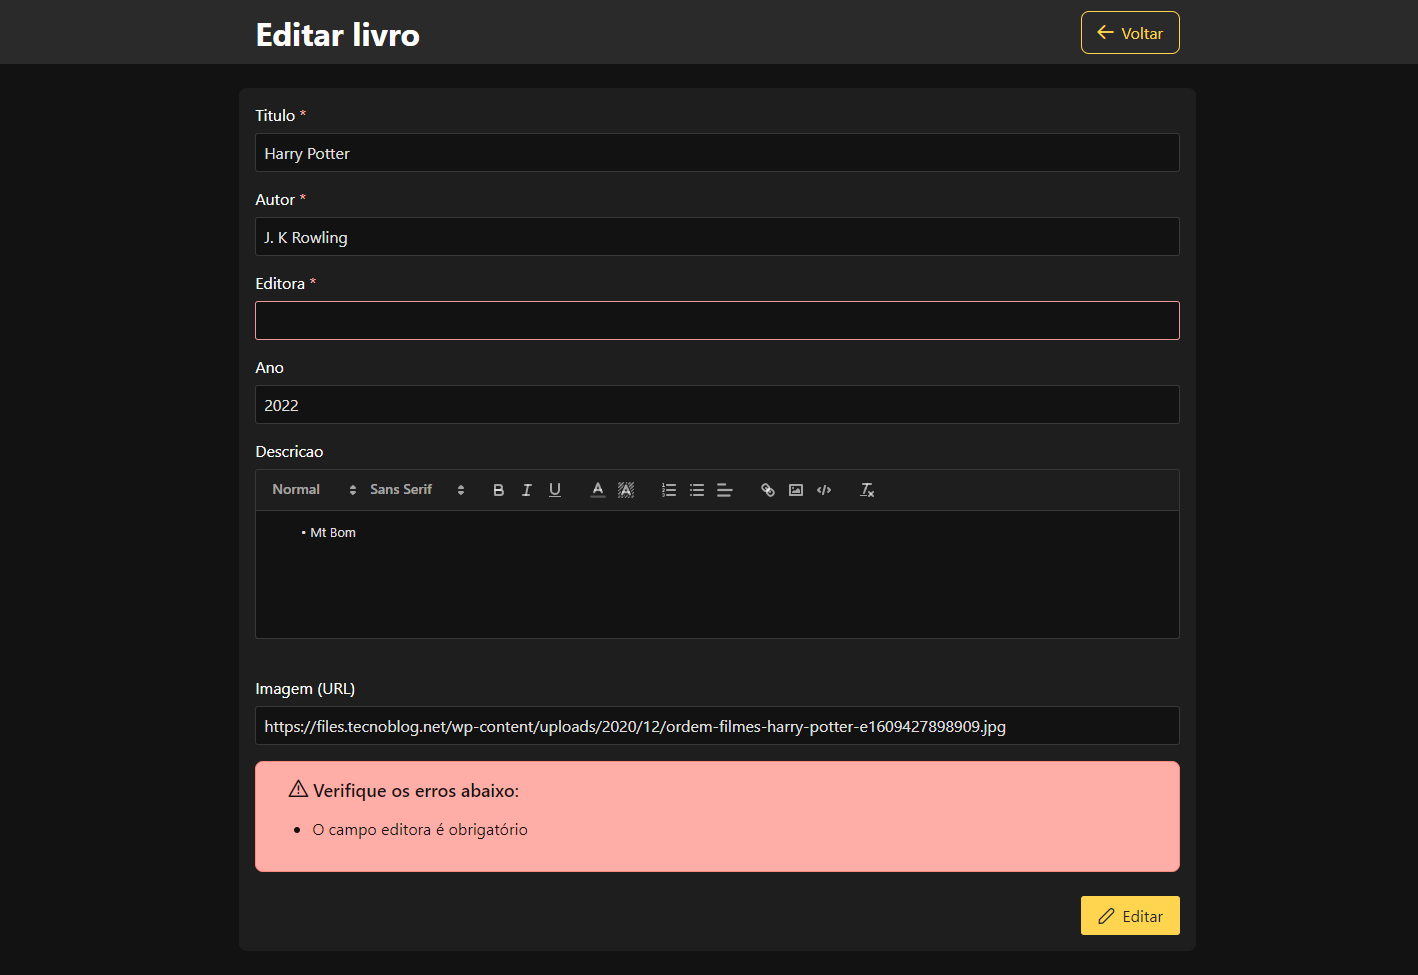 Editar livro
Voltar
Titulo *
Harry Potter
Autor *
J. K Rowling
Editora *
Ano
2022
Descricao
Normal Sans Serif B I U A A
• Mt Bom
Imagem (URL)
https://files.tecnoblog.net/wp-content/uploads/2020/12/ordem-filmes-harry-potter-e1609427898909.jpg
Verifique os erros abaixo:
• O campo editora é obrigatório
Editar